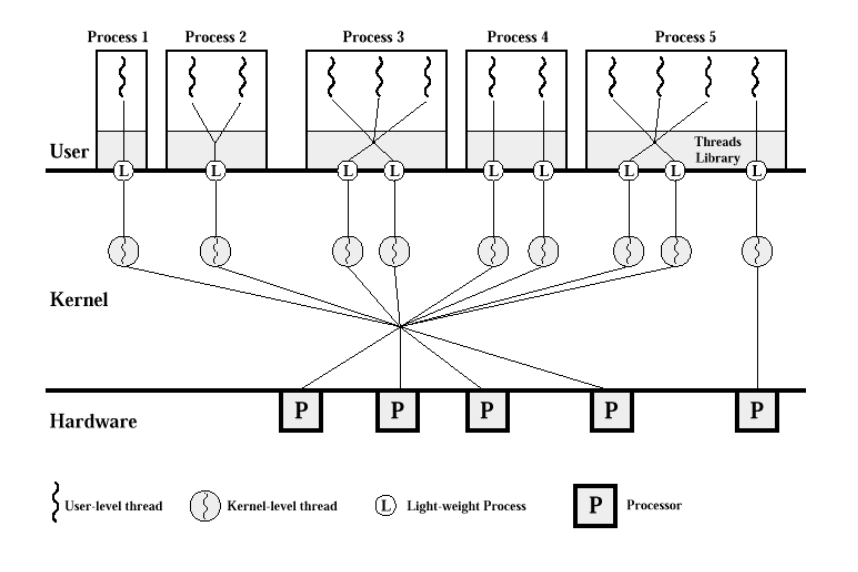 Process 1
Process 2
Process 3
Process 4
Process 5
Threads
Library
User
L
L
L
L
L
L
L
L
L
Kernel
P
P
P
P
P
Hardware
User-level thread
Kernel-level thread
L
Light-weight Process
P
Processor